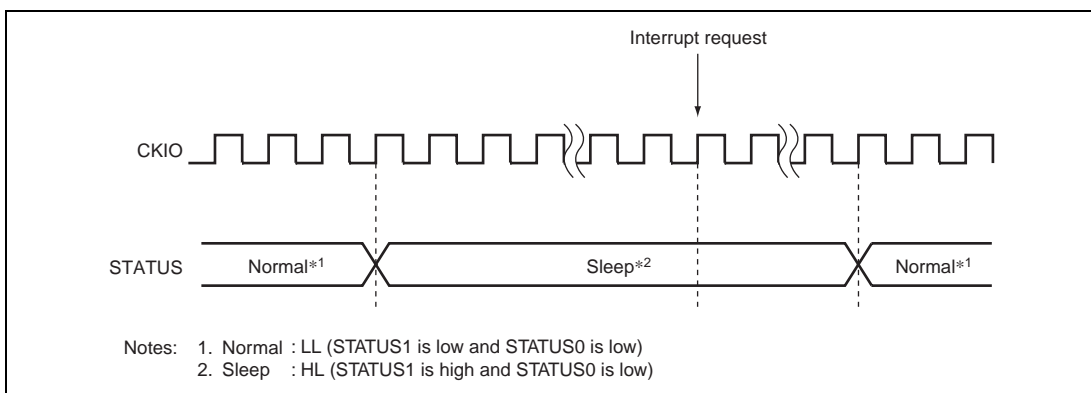 Interrupt request
CKIO
STATUS
Normal*1
Sleep*2
Normal*1
Notes: 1. Normal : LL (STATUS1 is low and STATUS0 is low)
2. Sleep : HL (STATUS1 is high and STATUS0 is low)